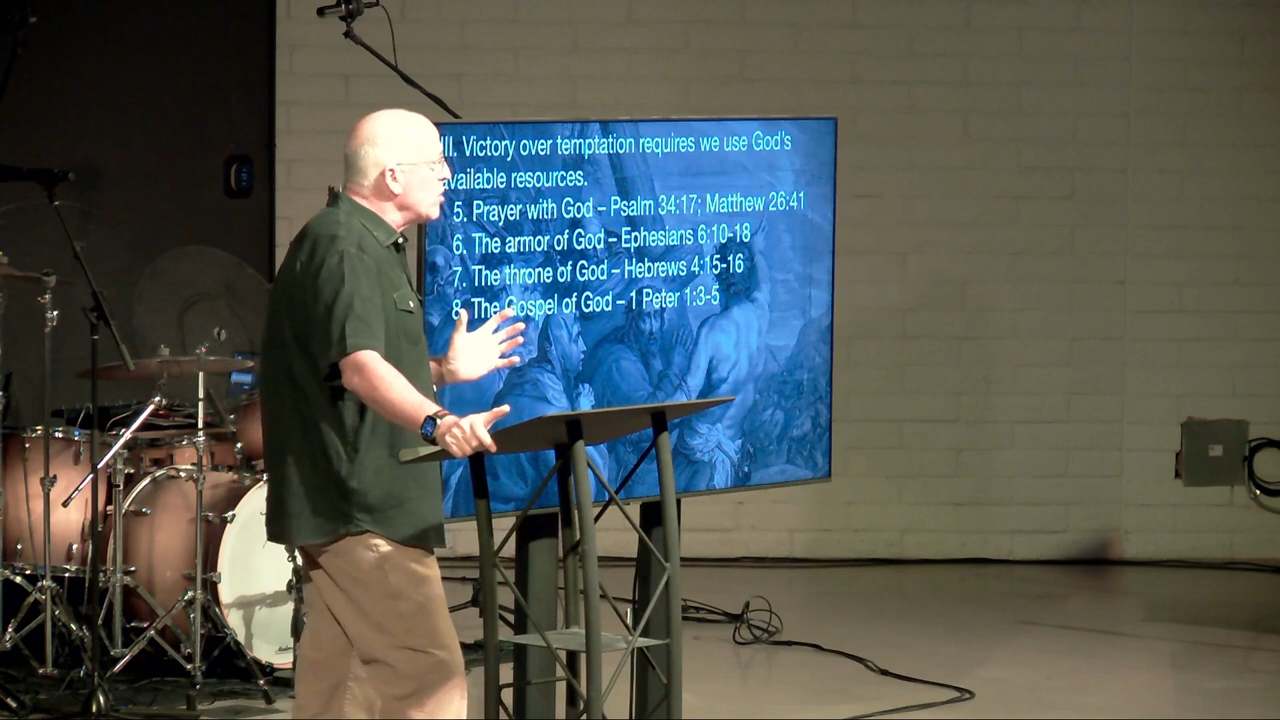 III. Victory over temptation requires we use God's
available resources.
5. Prayer with God – Psalm 34:17; Matthew 26:41
6. The armor of God – Ephesians 6:10-18
7. The throne of God – Hebrews 4:15-16
8. The Gospel of God – 1 Peter 1:3-5